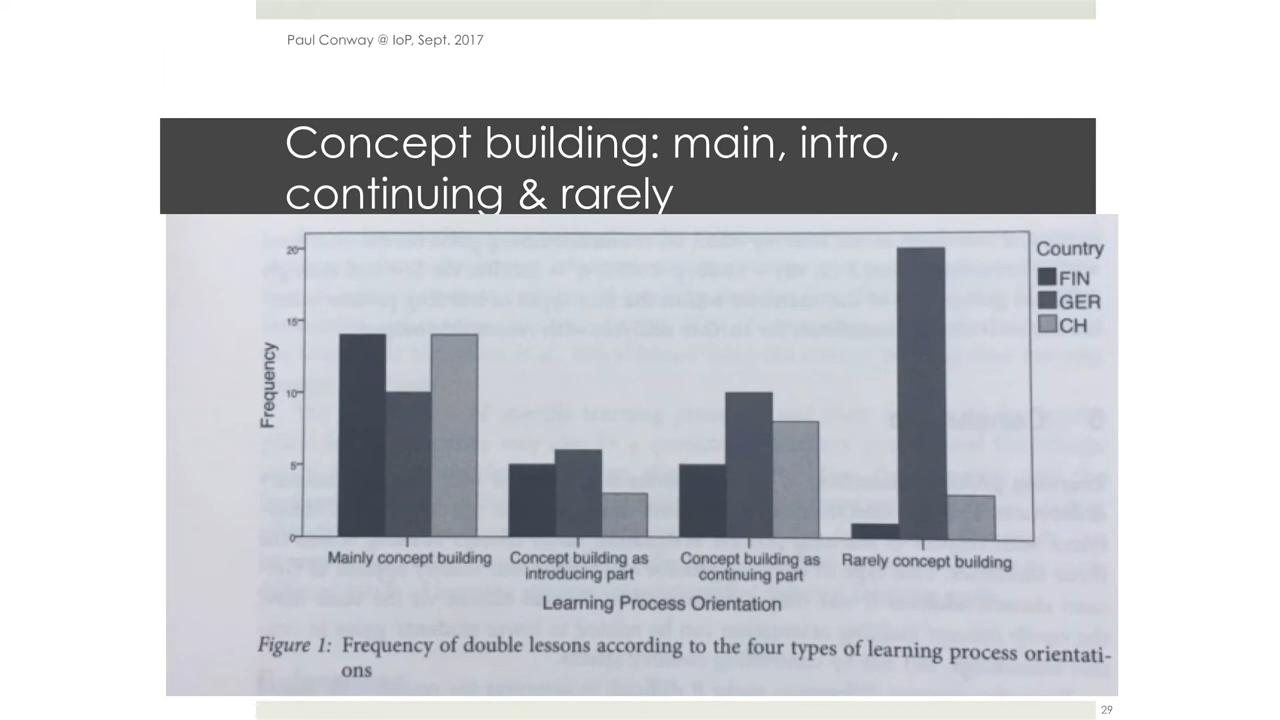 Paul Conway @ IoP, Sept. 2017
Concept building: main, intro,
continuing & rarely
20
15
10
5
0
Frequency
Country
FIN
GER
CH
Mainly concept building
Concept building as
introducing part
Concept building as
continuing part
Rarely concept building
Learning Process Orientation
Figure 1: Frequency of double lessons according to the four types of learning process orientati-
ons
29